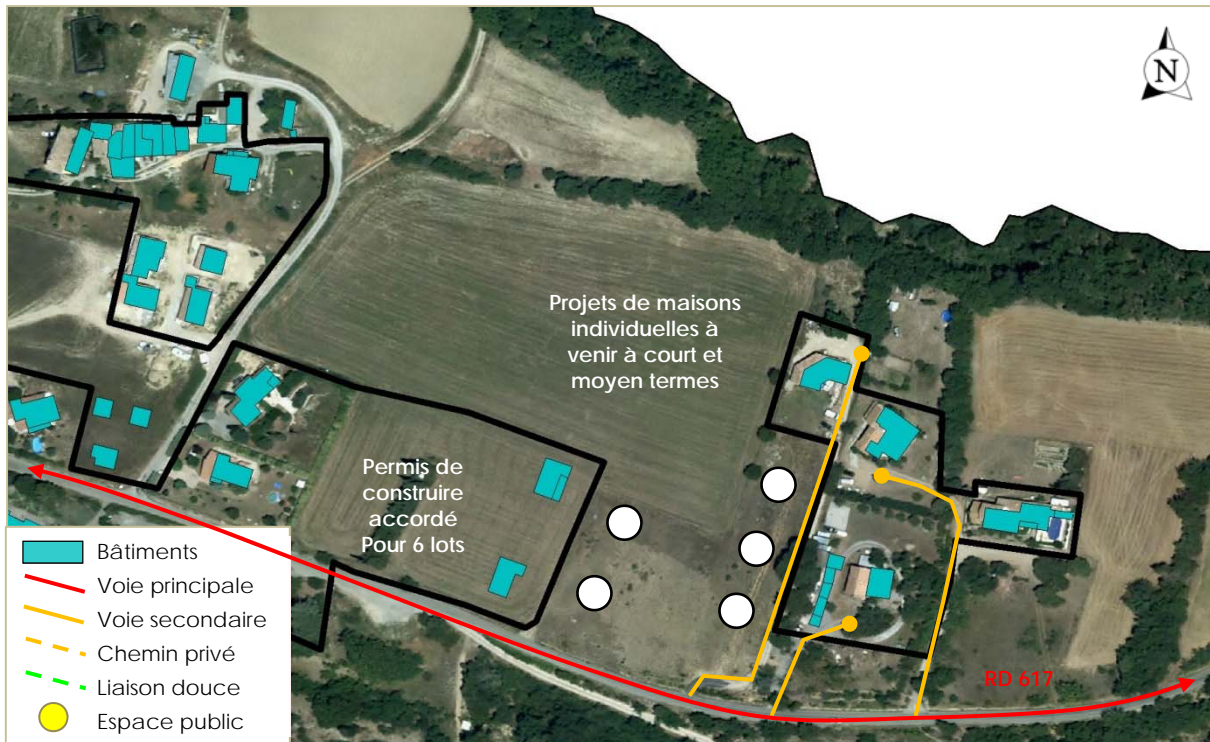 N
Projets de maisons
individuelles à
venir à court et
moyen termes
Permis de
construire
accordé
Pour 6 lots
RD 617
Bâtiments
Voie principale
Voie secondaire
Chemin privé
Liaison douce
Espace public